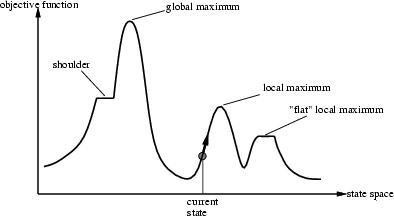 objective function
global maximum
shoulder
local maximum
"flat" local maximum
state space
current
state